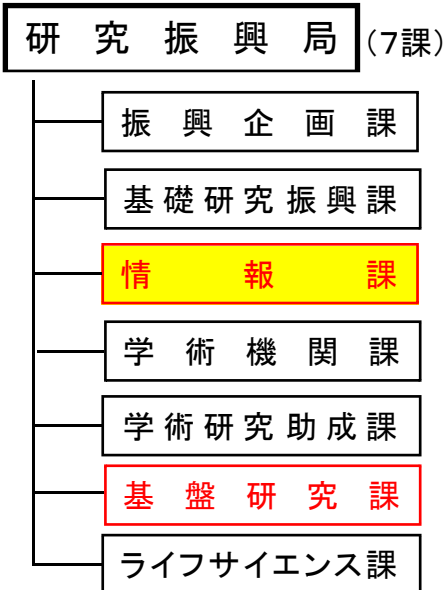 研究振興局（7課）
振興企画課
基礎研究振興課
情報課
学術機関課
学術研究助成課
基盤研究課
ライフサイエンス課